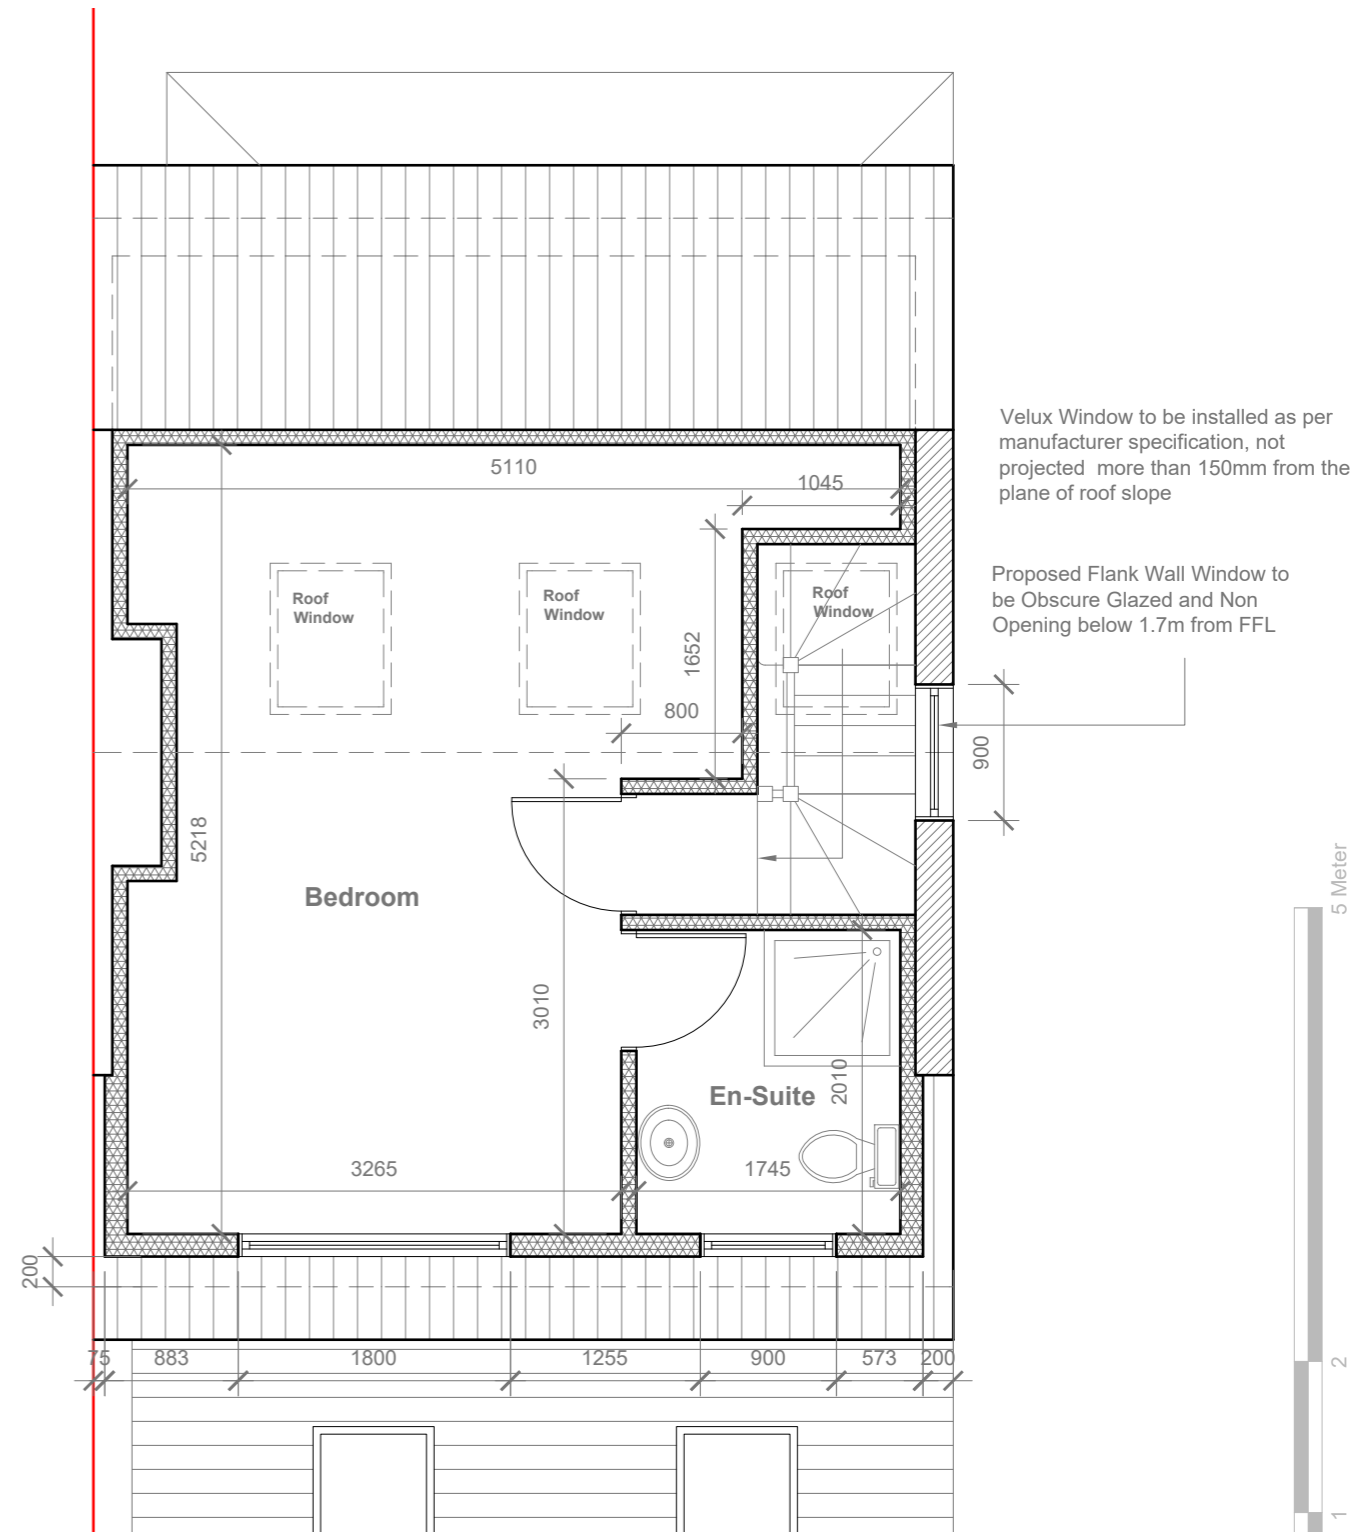 Velux Window to be installed as per
manufacturer specification, not
projected more than 150mm from the
plane of roof slope
5110
1045
Proposed Flank Wall Window to
be Obscure Glazed and Non
Opening below 1.7m from FFL
Roof
Window
Roof
Window
Roof
Window
1652
800
900
5218
Bedroom
5 Meter
3010
En-Suite
2010
3265
1745
200
75
883
1800
1255
900
573
200
2
1